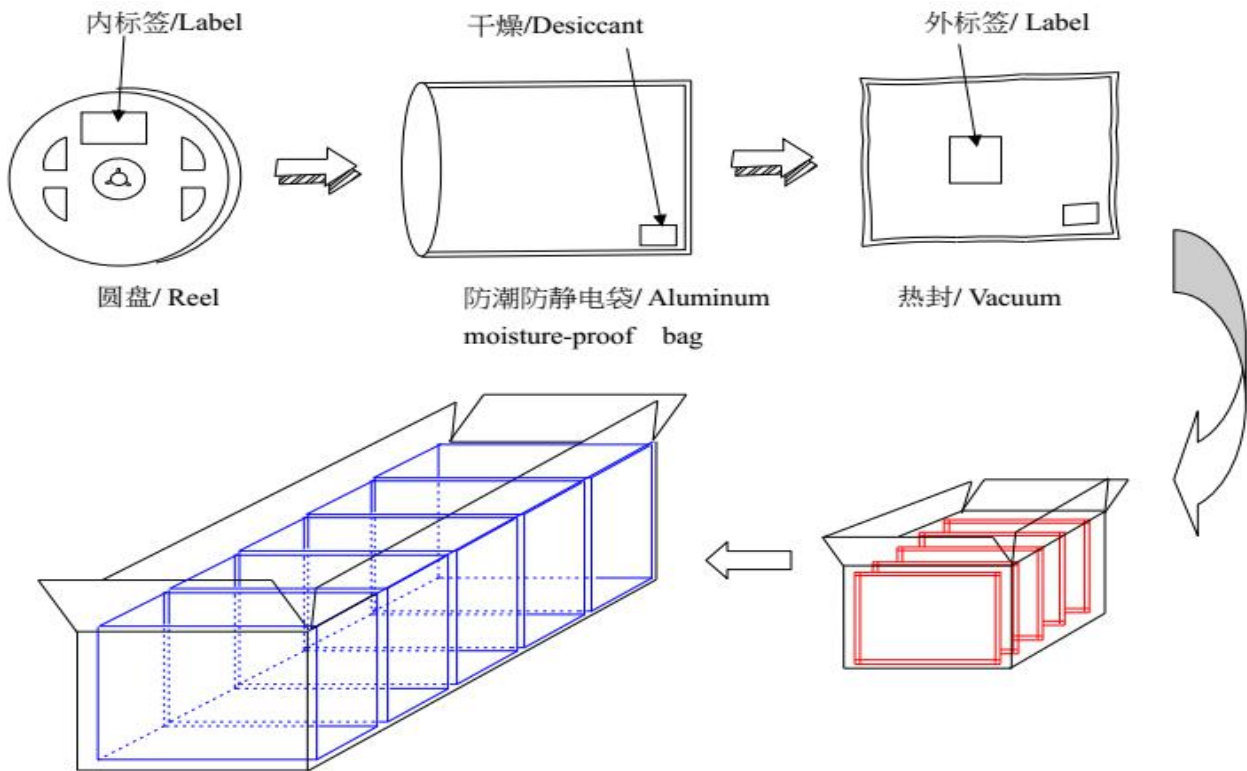 内标签/Label
干燥/Desiccant
外标签/ Label
圆盘/ Reel
防潮防静电袋/ Aluminum
moisture-proof bag
热封/ Vacuum